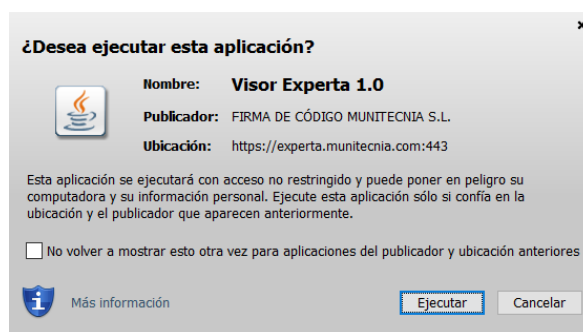 ¿Desea ejecutar esta aplicación?
Nombre: Visor Experta 1.0
Publicador: FIRMA DE CÓDIGO MUNITECNIA S.L.
Ubicación: https://experta.munitecnia.com:443
Esta aplicación se ejecutará con acceso no restringido y puede poner en peligro su
computadora y su información personal. Ejecute esta aplicación sólo si confía en la
ubicación y el publicador que aparecen anteriormente.
No volver a mostrar esto otra vez para aplicaciones del publicador y ubicación anteriores
Más información
Ejecutar
Cancelar